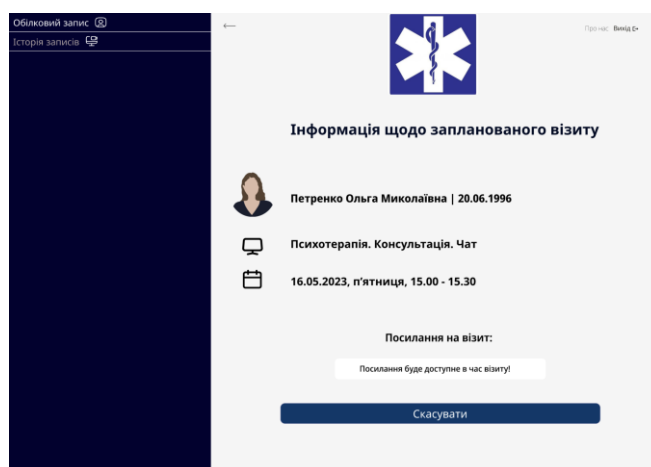 Обілковий запис
Історія записів
Про нас Вихід
Інформація щодо запланованого візиту
Петренко Ольга Миколаївна | 20.06.1996
Психотерапія. Консультація. Чат
16.05.2023, п'ятниця, 15.00 - 15.30
Посилання на візит:
Посилання буде доступне в час візиту!
Скасувати